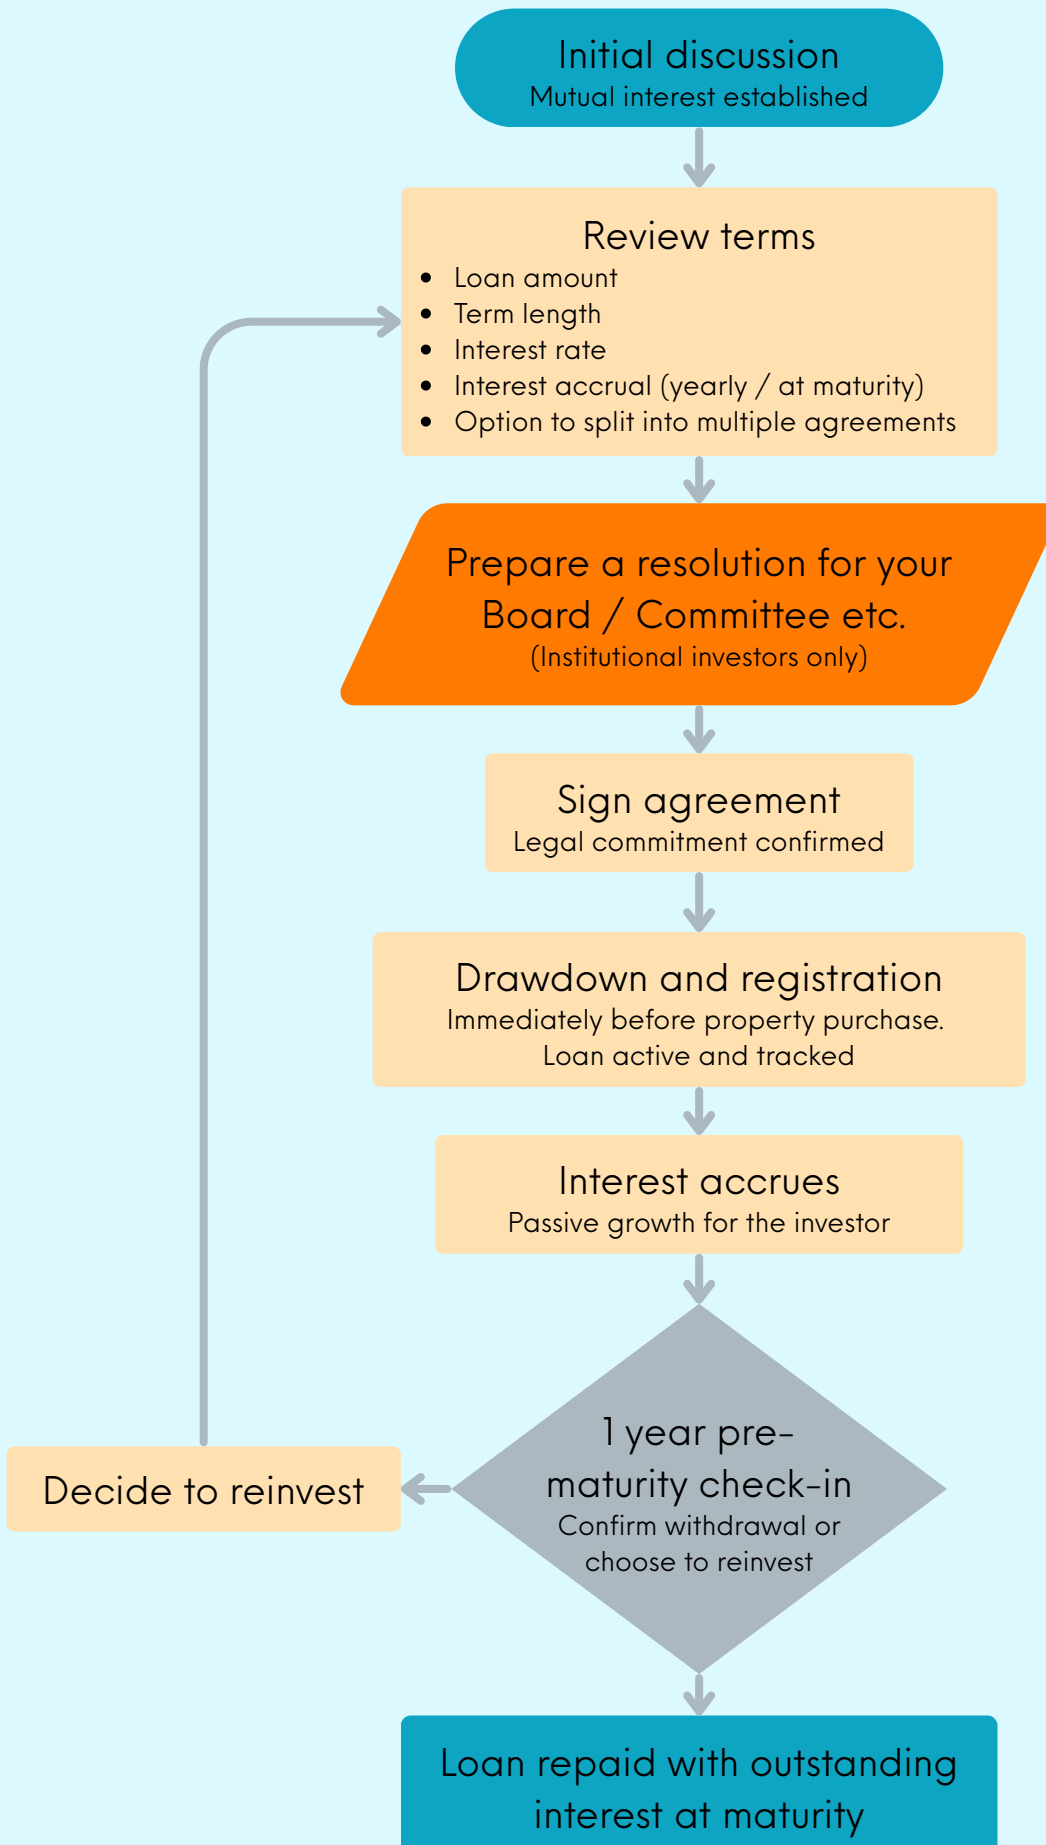 Initial discussion
Mutual interest established
Review terms
• Loan amount
• Term length
• Interest rate
• Interest accrual (yearly / at maturity)
• Option to split into multiple agreements
Prepare a resolution for your
Board / Committee etc.
(Institutional investors only)
Sign agreement
Legal commitment confirmed
Drawdown and registration
Immediately before property purchase.
Loan active and tracked
Interest accrues
Passive growth for the investor
1 year pre-
maturity check-in
Confirm withdrawal or
choose to reinvest
Decide to reinvest
Loan repaid with outstanding
interest at maturity